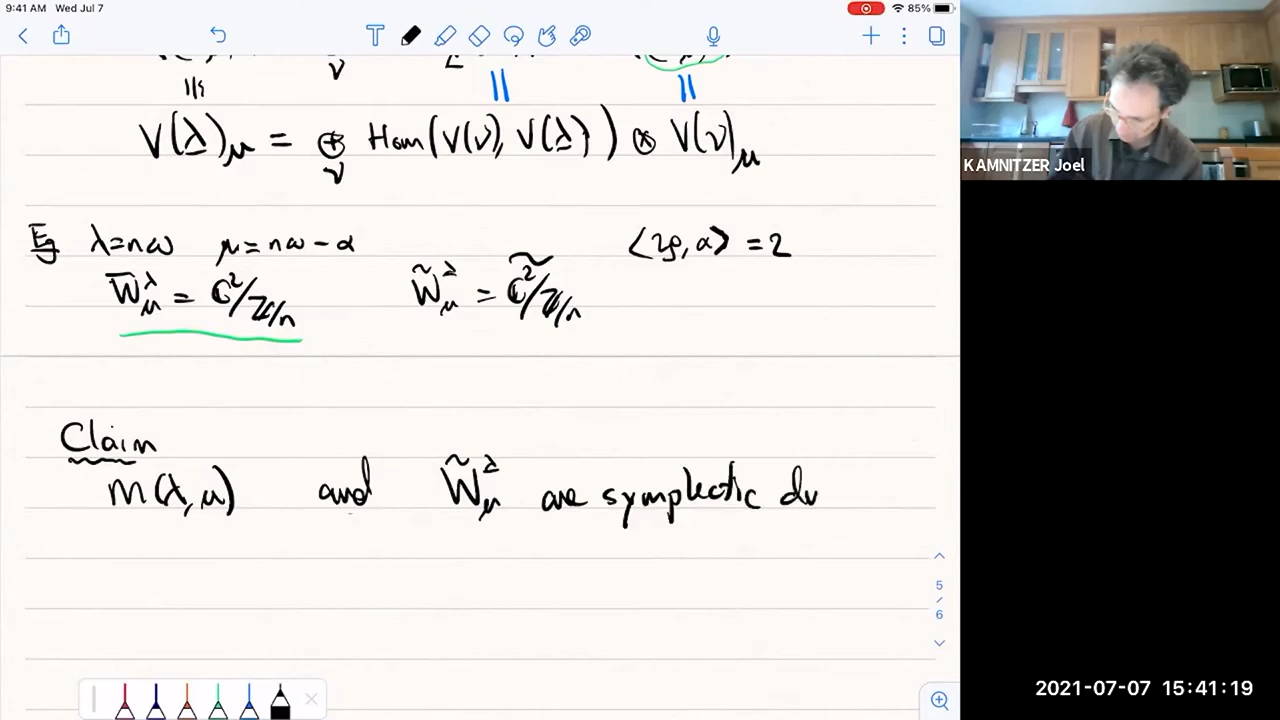 9:41 AM Wed Jul 7
85%
V(λ)_μ = ⊕_ν Hom(V(ν), V(λ)) ⊗ V(ν)_μ
Eg λ=nω μ=nω-α ⟨2ρ, α⟩ = 2
W̄^λ_μ = ℂ²/ℤ/n W̃^λ_μ = ℂ̃²/ℤ/n
Claim
M(λ,μ) and W̃^λ_μ are symplectic du
5
/
6
KAMNITZER Joel
2021-07-07 15:41:19